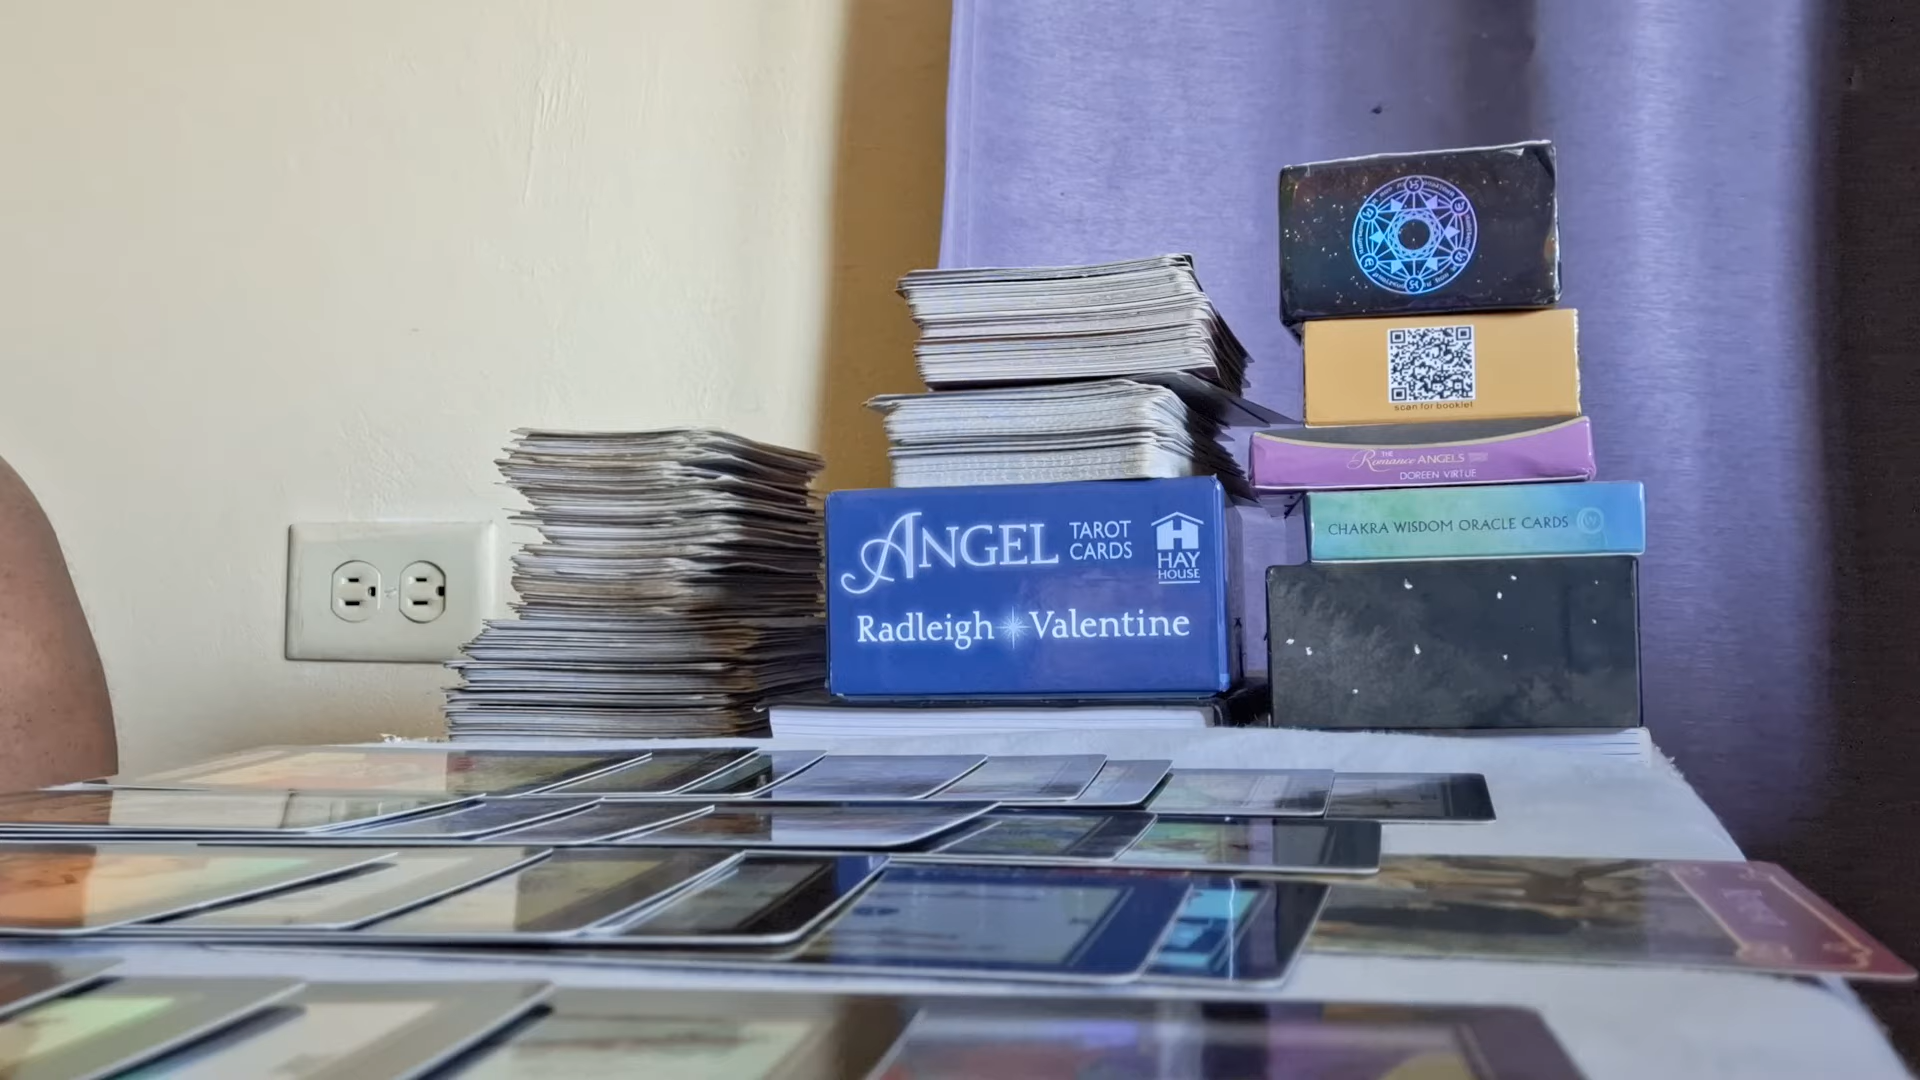 ANGEL TAROT CARDS
HAY HOUSE
Radleigh Valentine
scan for booklet
THE Romance ANGELS
DOREEN VIRTUE
CHAKRA WISDOM ORACLE CARDS